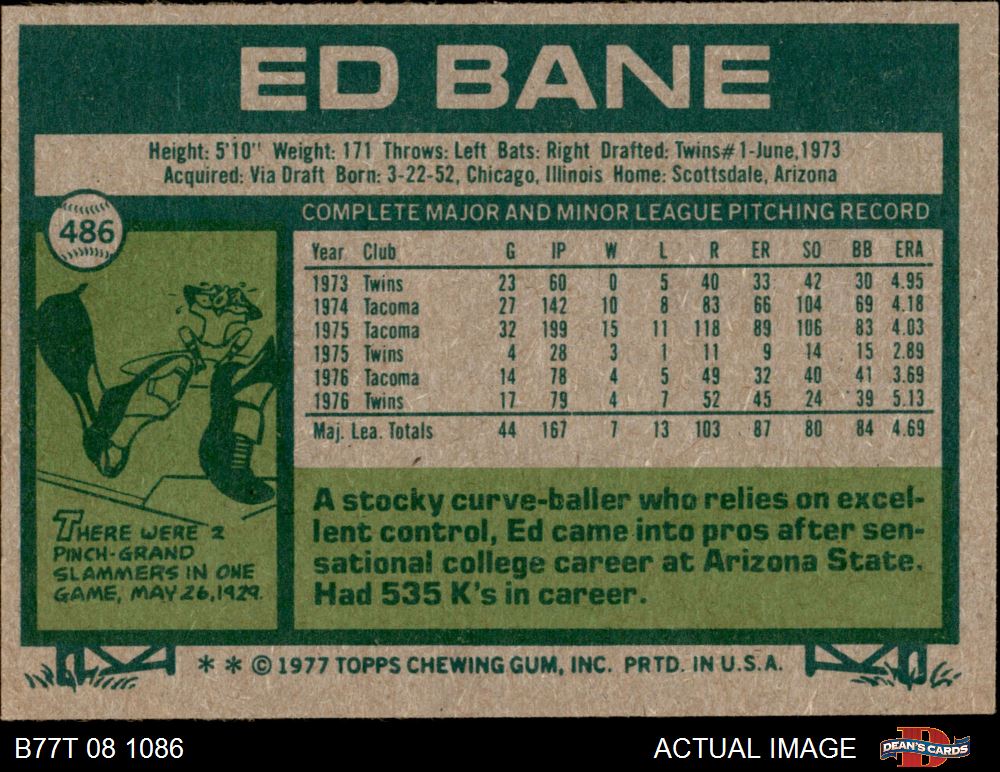 ED BANE
Height: 5'10" Weight: 171 Throws: Left Bats: Right Drafted: Twins#1-June, 1973
Acquired: Via Draft Born: 3-22-52, Chicago, Illinois Home: Scottsdale, Arizona
486
COMPLETE MAJOR AND MINOR LEAGUE PITCHING RECORD
Year Club G IP W L R ER SO BB ERA
1973 Twins 23 60 0 5 40 33 42 30 4.95
1974 Tacoma 27 142 10 8 83 66 104 69 4.18
1975 Tacoma 32 199 15 11 118 89 106 83 4.03
1975 Twins 4 28 3 1 11 9 14 15 2.89
1976 Tacoma 14 78 4 5 49 32 40 41 3.69
1976 Twins 17 79 4 7 52 45 24 39 5.13
Maj. Lea. Totals 44 167 7 13 103 87 80 84 4.69
THERE WERE 2
PINCH-GRAND
SLAMMERS IN ONE
GAME, MAY 26, 1929.
A stocky curve-baller who relies on excel-
lent control, Ed came into pros after sen-
sational college career at Arizona State.
Had 535 K's in career.
* * © 1977 TOPPS CHEWING GUM, INC. PRTD. IN U.S.A.
B77T 08 1086
ACTUAL IMAGE
DEAN'S CARDS